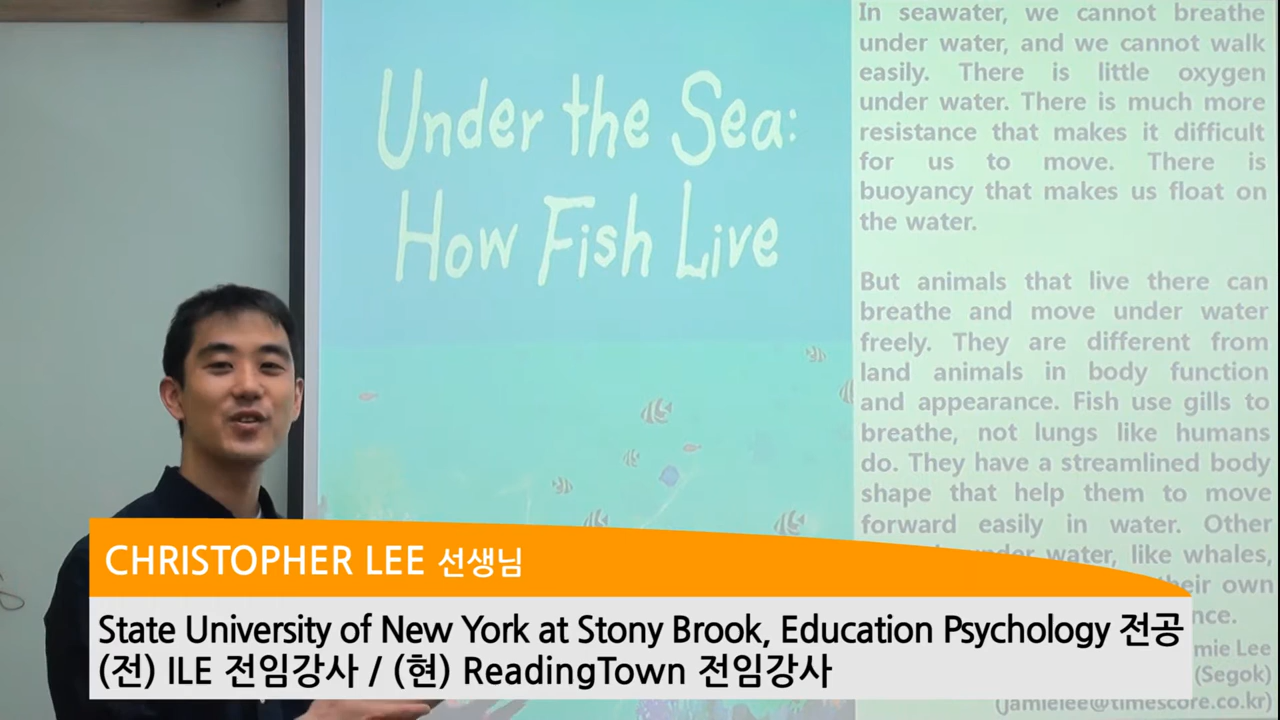 Under the Sea:
How Fish Live
In seawater, we cannot breathe
under water, and we cannot walk
easily. There is little oxygen
under water. There is much more
resistance that makes it difficult
for us to move. There is
buoyancy that makes us float on
the water.
But animals that live there can
breathe and move under water
freely. They are different from
land animals in body function
and appearance. Fish use gills to
breathe, not lungs like humans
do. They have a streamlined body
shape that help them to move
forward easily in water. Other
under water, like whales,
their own
Lee
(Segok)
(jamielee@timescore.co.kr)
CHRISTOPHER LEE 선생님
State University of New York at Stony Brook, Education Psychology 전공
(전) ILE 전임강사 / (현) ReadingTown 전임강사